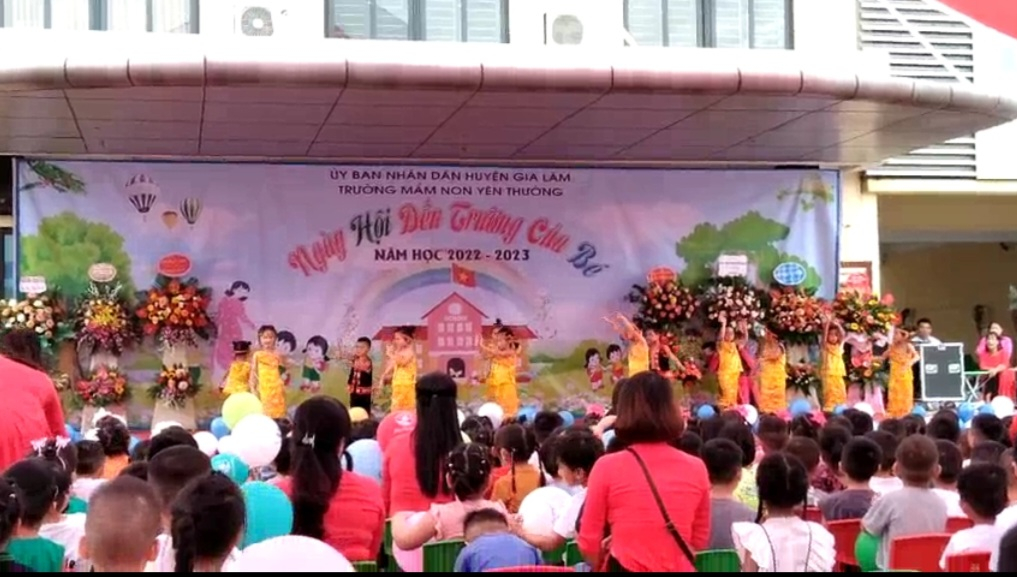 ỦY BAN NHÂN DÂN HUYỆN GIA LÂM
TRƯỜNG MẦM NON YÊN THƯỜNG
Ngày Hội Đến Trường Của Bé
NĂM HỌC 2022 - 2023